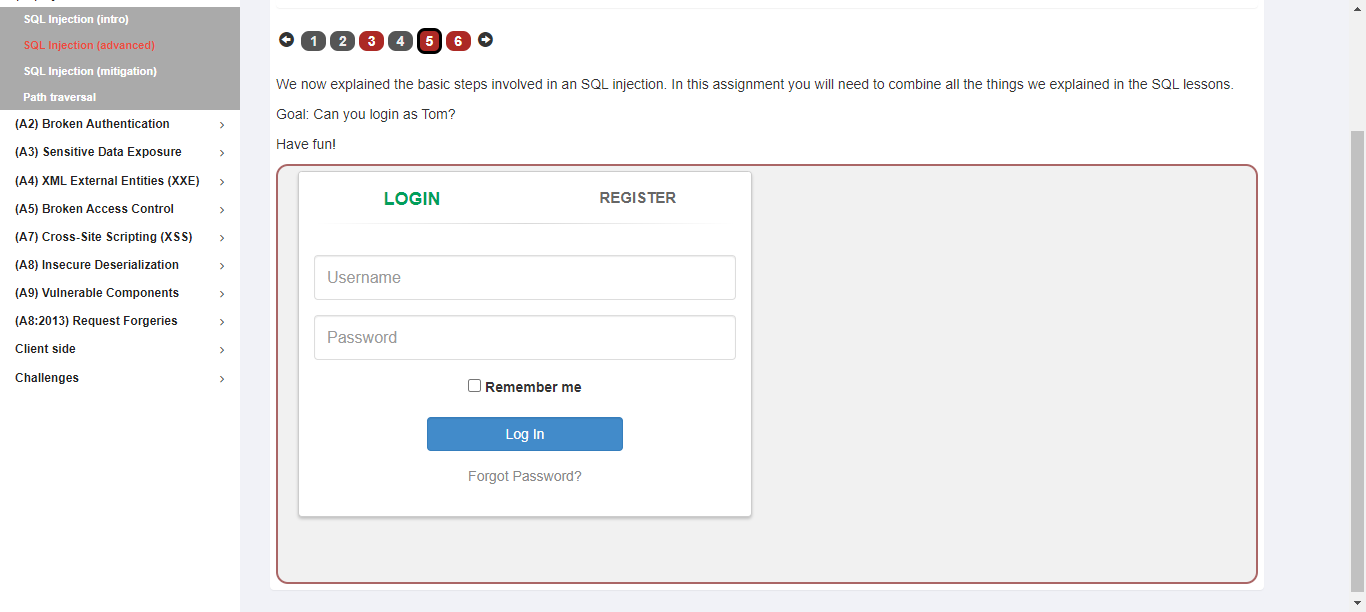 SQL Injection (intro)
SQL Injection (advanced)
SQL Injection (mitigation)
Path traversal
(A2) Broken Authentication
(A3) Sensitive Data Exposure
(A4) XML External Entities (XXE)
(A5) Broken Access Control
(A7) Cross-Site Scripting (XSS)
(A8) Insecure Deserialization
(A9) Vulnerable Components
(A8:2013) Request Forgeries
Client side
Challenges
1 2 3 4 5 6
We now explained the basic steps involved in an SQL injection. In this assignment you will need to combine all the things we explained in the SQL lessons.
Goal: Can you login as Tom?
Have fun!
LOGIN REGISTER
Username
Password
Remember me
Log In
Forgot Password?